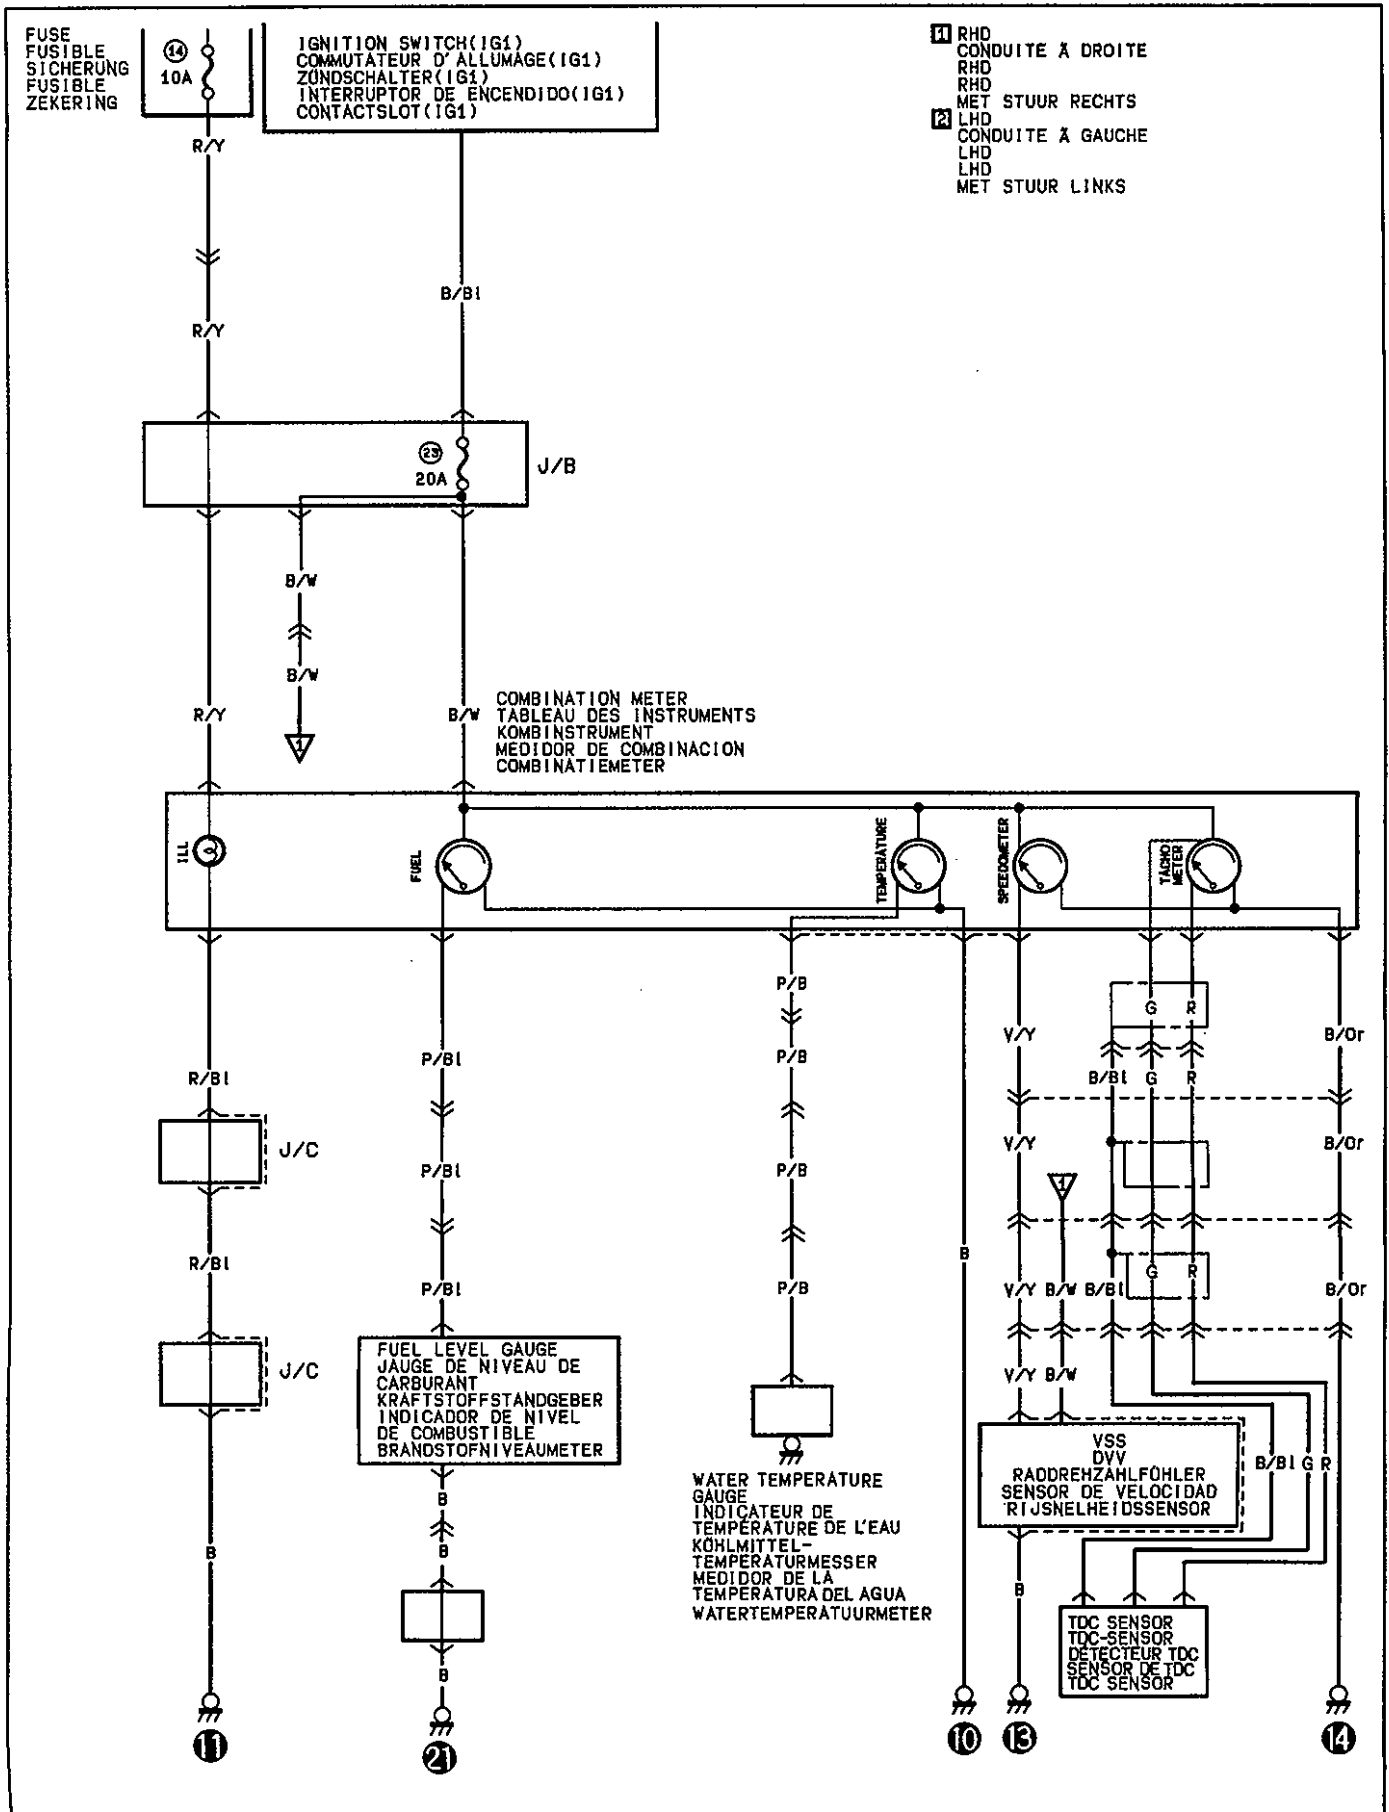 FUSE
FUSIBLE
SICHERUNG
FUSIBLE
ZEKERING
14
10A
IGNITION SWITCH(IG1)
COMMUTATEUR D'ALLUMAGE(IG1)
ZÜNDSCHALTER(IG1)
INTERRUPTOR DE ENCENDIDO(IG1)
CONTACTSLOT(IG1)
1 RHD
CONDUITE À DROITE
RHD
RHD
MET STUUR RECHTS
2 LHD
CONDUITE À GAUCHE
LHD
LHD
MET STUUR LINKS
R/Y
B/Bl
R/Y
23
20A
J/B
B/W
B/W
1
R/Y
B/W
COMBINATION METER
TABLEAU DES INSTRUMENTS
KOMBINSTRUMENT
MEDIDOR DE COMBINACION
COMBINATIEMETER
ILL
FUEL
TEMPERATURE
SPEEDOMETER
TACHO
METER
P/B
G R
V/Y
B/Or
P/Bl
P/B
R/Bl
B/Bl G R
J/C
P/Bl
P/B
V/Y
B/Or
1
R/Bl
B
G R
P/Bl
P/B
V/Y B/W B/Bl
B/Or
J/C
FUEL LEVEL GAUGE
JAUGE DE NIVEAU DE
CARBURANT
KRAFTSTOFFSTANDGEBER
INDICADOR DE NIVEL
DE COMBUSTIBLE
BRANDSTOFNIVEAUMETER
V/Y B/W
VSS
DVV
RADDREHZAHLFÜHLER
SENSOR DE VELOCIDAD
RIJSNELHEIDSSENSOR
B/Bl G R
WATER TEMPERATURE
GAUGE
INDICATEUR DE
TEMPÉRATURE DE L'EAU
KÜHLMITTEL-
TEMPERATURMESSER
MEDIDOR DE LA
TEMPERATURA DEL AGUA
WATERTEMPERATUURMETER
B
B
B
B
B
TDC SENSOR
TDC-SENSOR
DÉTECTEUR TDC
SENSOR DE TDC
TDC SENSOR
11
21
10
13
14